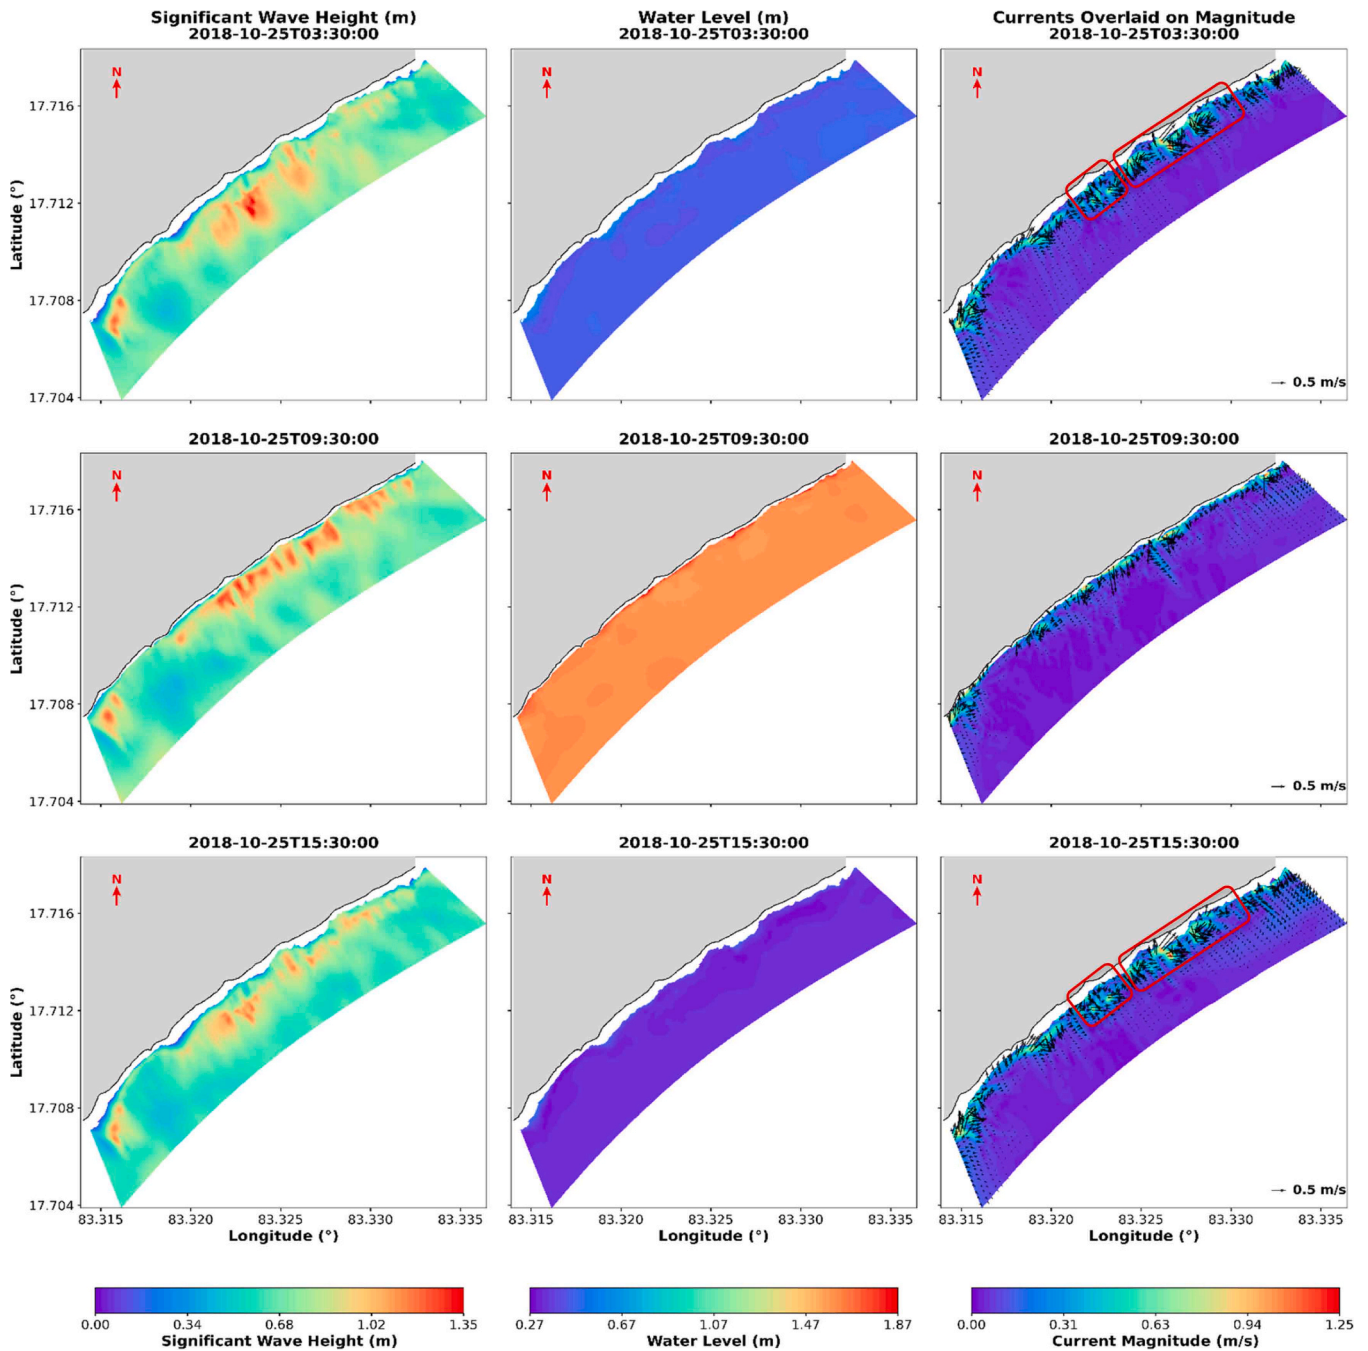 Significant Wave Height (m)
2018-10-25T03:30:00
Water Level (m)
2018-10-25T03:30:00
Currents Overlaid on Magnitude
2018-10-25T03:30:00
N
N
N
17.716
17.712
17.708
17.704
Latitude (°)
0.5 m/s
2018-10-25T09:30:00
2018-10-25T09:30:00
2018-10-25T09:30:00
N
N
N
17.716
17.712
17.708
17.704
Latitude (°)
0.5 m/s
2018-10-25T15:30:00
2018-10-25T15:30:00
2018-10-25T15:30:00
N
N
N
17.716
17.712
17.708
17.704
Latitude (°)
0.5 m/s
83.315 83.320 83.325 83.330 83.335
Longitude (°)
83.315 83.320 83.325 83.330 83.335
Longitude (°)
83.315 83.320 83.325 83.330 83.335
Longitude (°)
0.00 0.34 0.68 1.02 1.35
Significant Wave Height (m)
0.27 0.67 1.07 1.47 1.87
Water Level (m)
0.00 0.31 0.63 0.94 1.25
Current Magnitude (m/s)